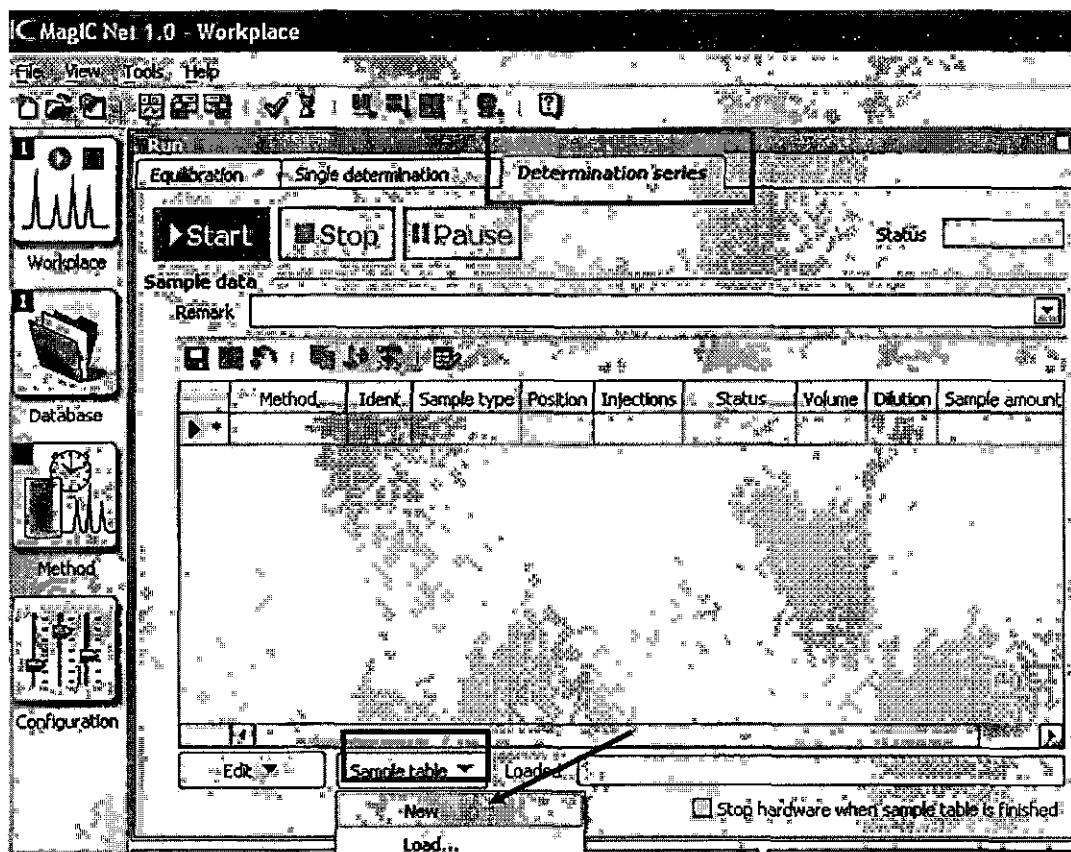 MagIC Net 1.0 - Workplace
File View Tools Help
Run
Equilibration Single determination Determination series
Start Stop Pause Status
Workplace
Sample data
Remark
Database
Method Ident Sample type Position Injections Status Volume Dilution Sample amount
Method
Configuration
Edit Sample table Loaded
New Stop hardware when sample table is finished
Load...